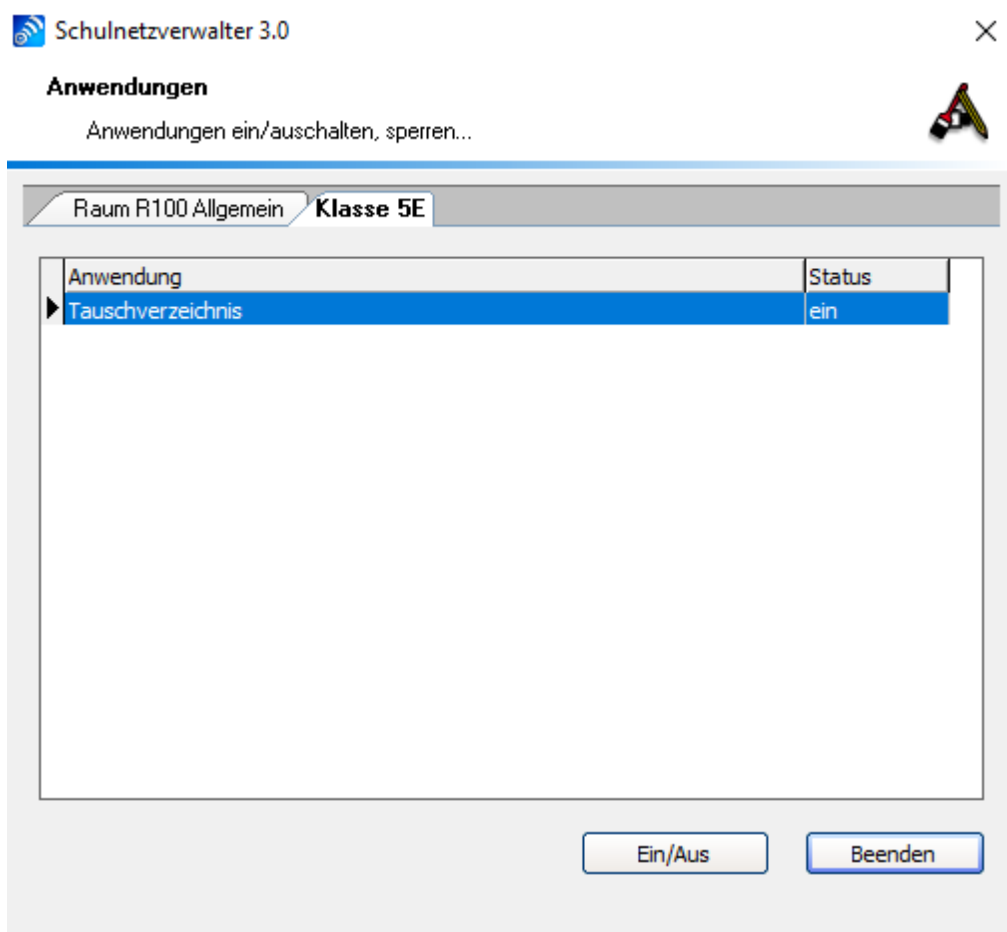 Schulnetzverwalter 3.0
Anwendungen
Anwendungen ein/auschalten, sperren...
Raum R100 Allgemein Klasse 5E
Anwendung Status
Tauschverzeichnis ein
Ein/Aus Beenden